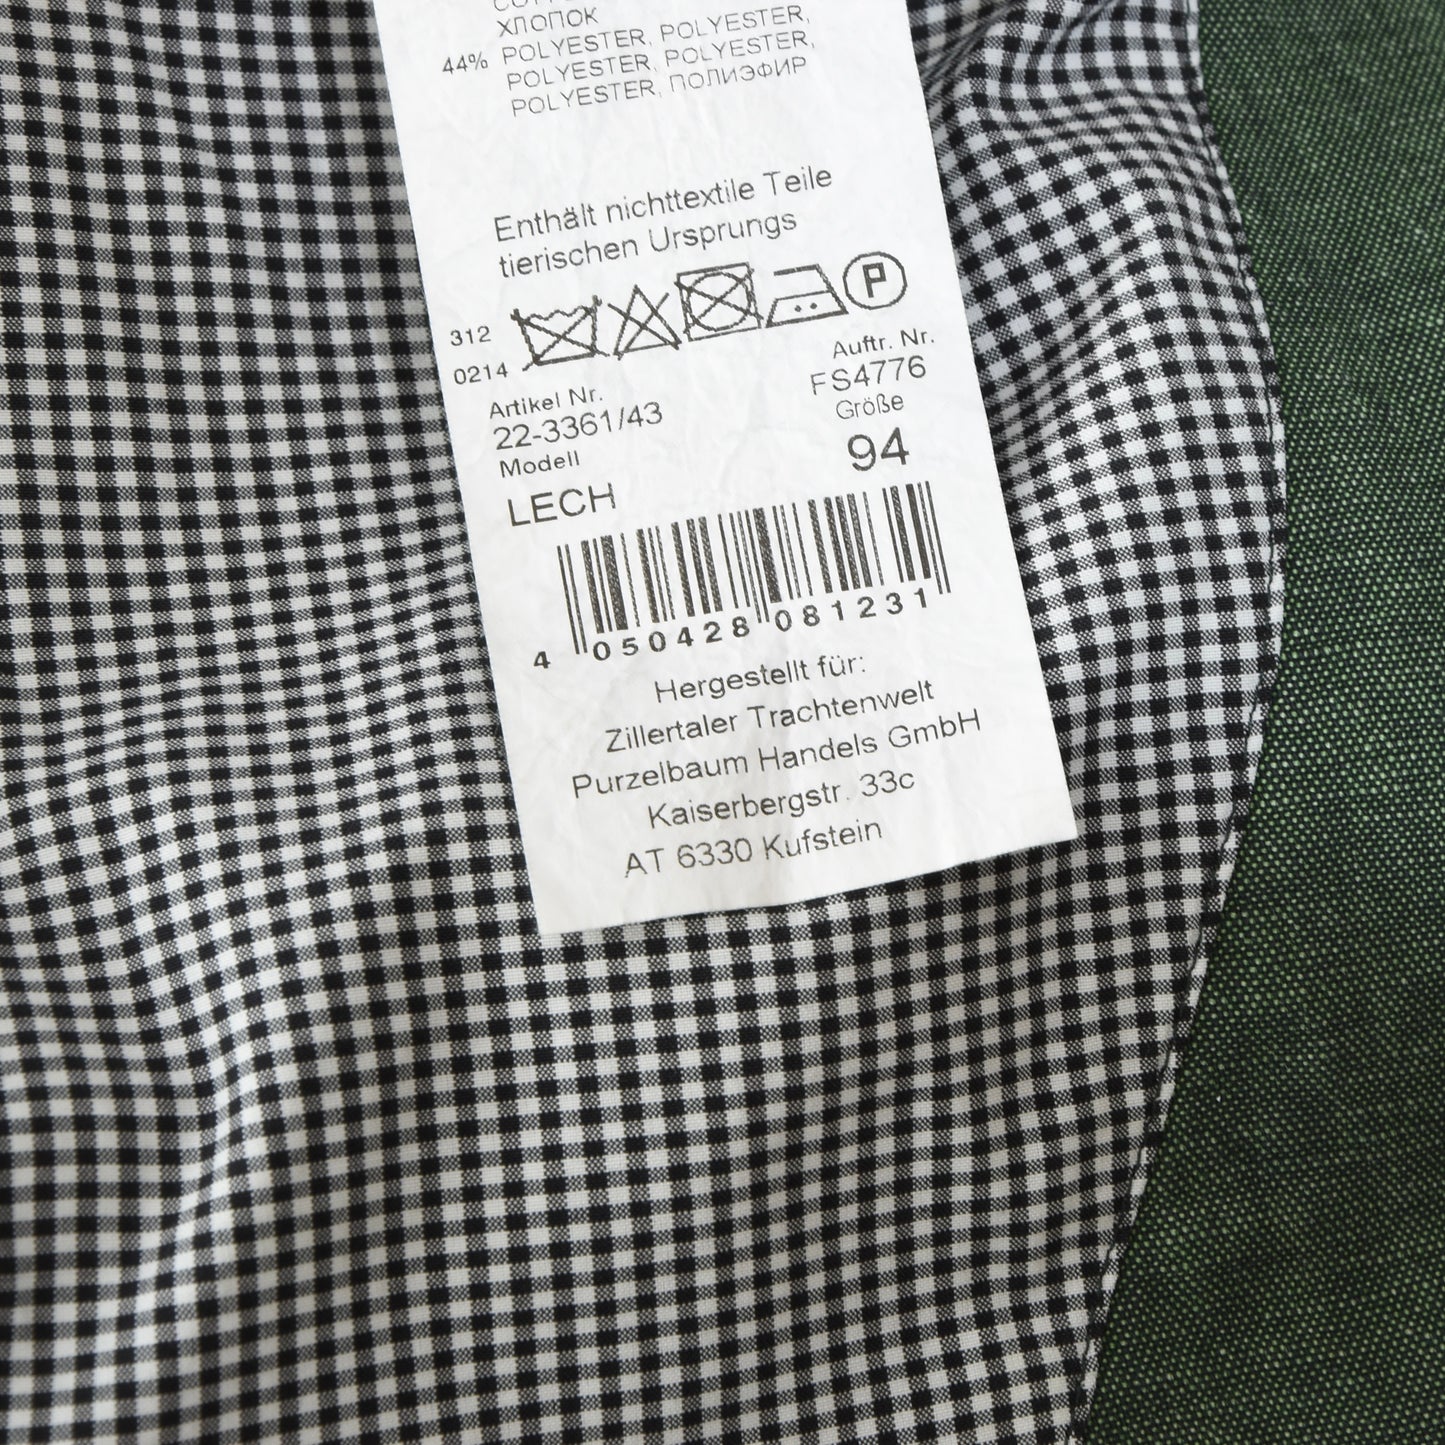 ХЛОПОК
44% POLYESTER, POLYESTER,
POLYESTER, POLYESTER,
POLYESTER, ПОЛИЭФИР
Enthält nichttextile Teile
tierischen Ursprungs
P
312
0214
Auftr. Nr.
FS4776
Artikel Nr.
22-3361/43
Größe
94
Modell
LECH
4 050428 081231
Hergestellt für:
Zillertaler Trachtenwelt
Purzelbaum Handels GmbH
Kaiserbergstr. 33c
AT 6330 Kufstein